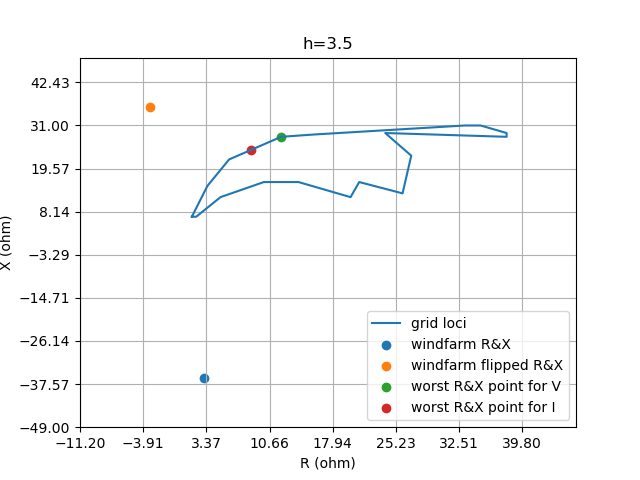 h=3.5
X (ohm)
42.43
31.00
19.57
8.14
−3.29
−14.71
−26.14
−37.57
−49.00
grid loci
windfarm R&X
windfarm flipped R&X
worst R&X point for V
worst R&X point for I
−11.20 −3.91 3.37 10.66 17.94 25.23 32.51 39.80
R (ohm)